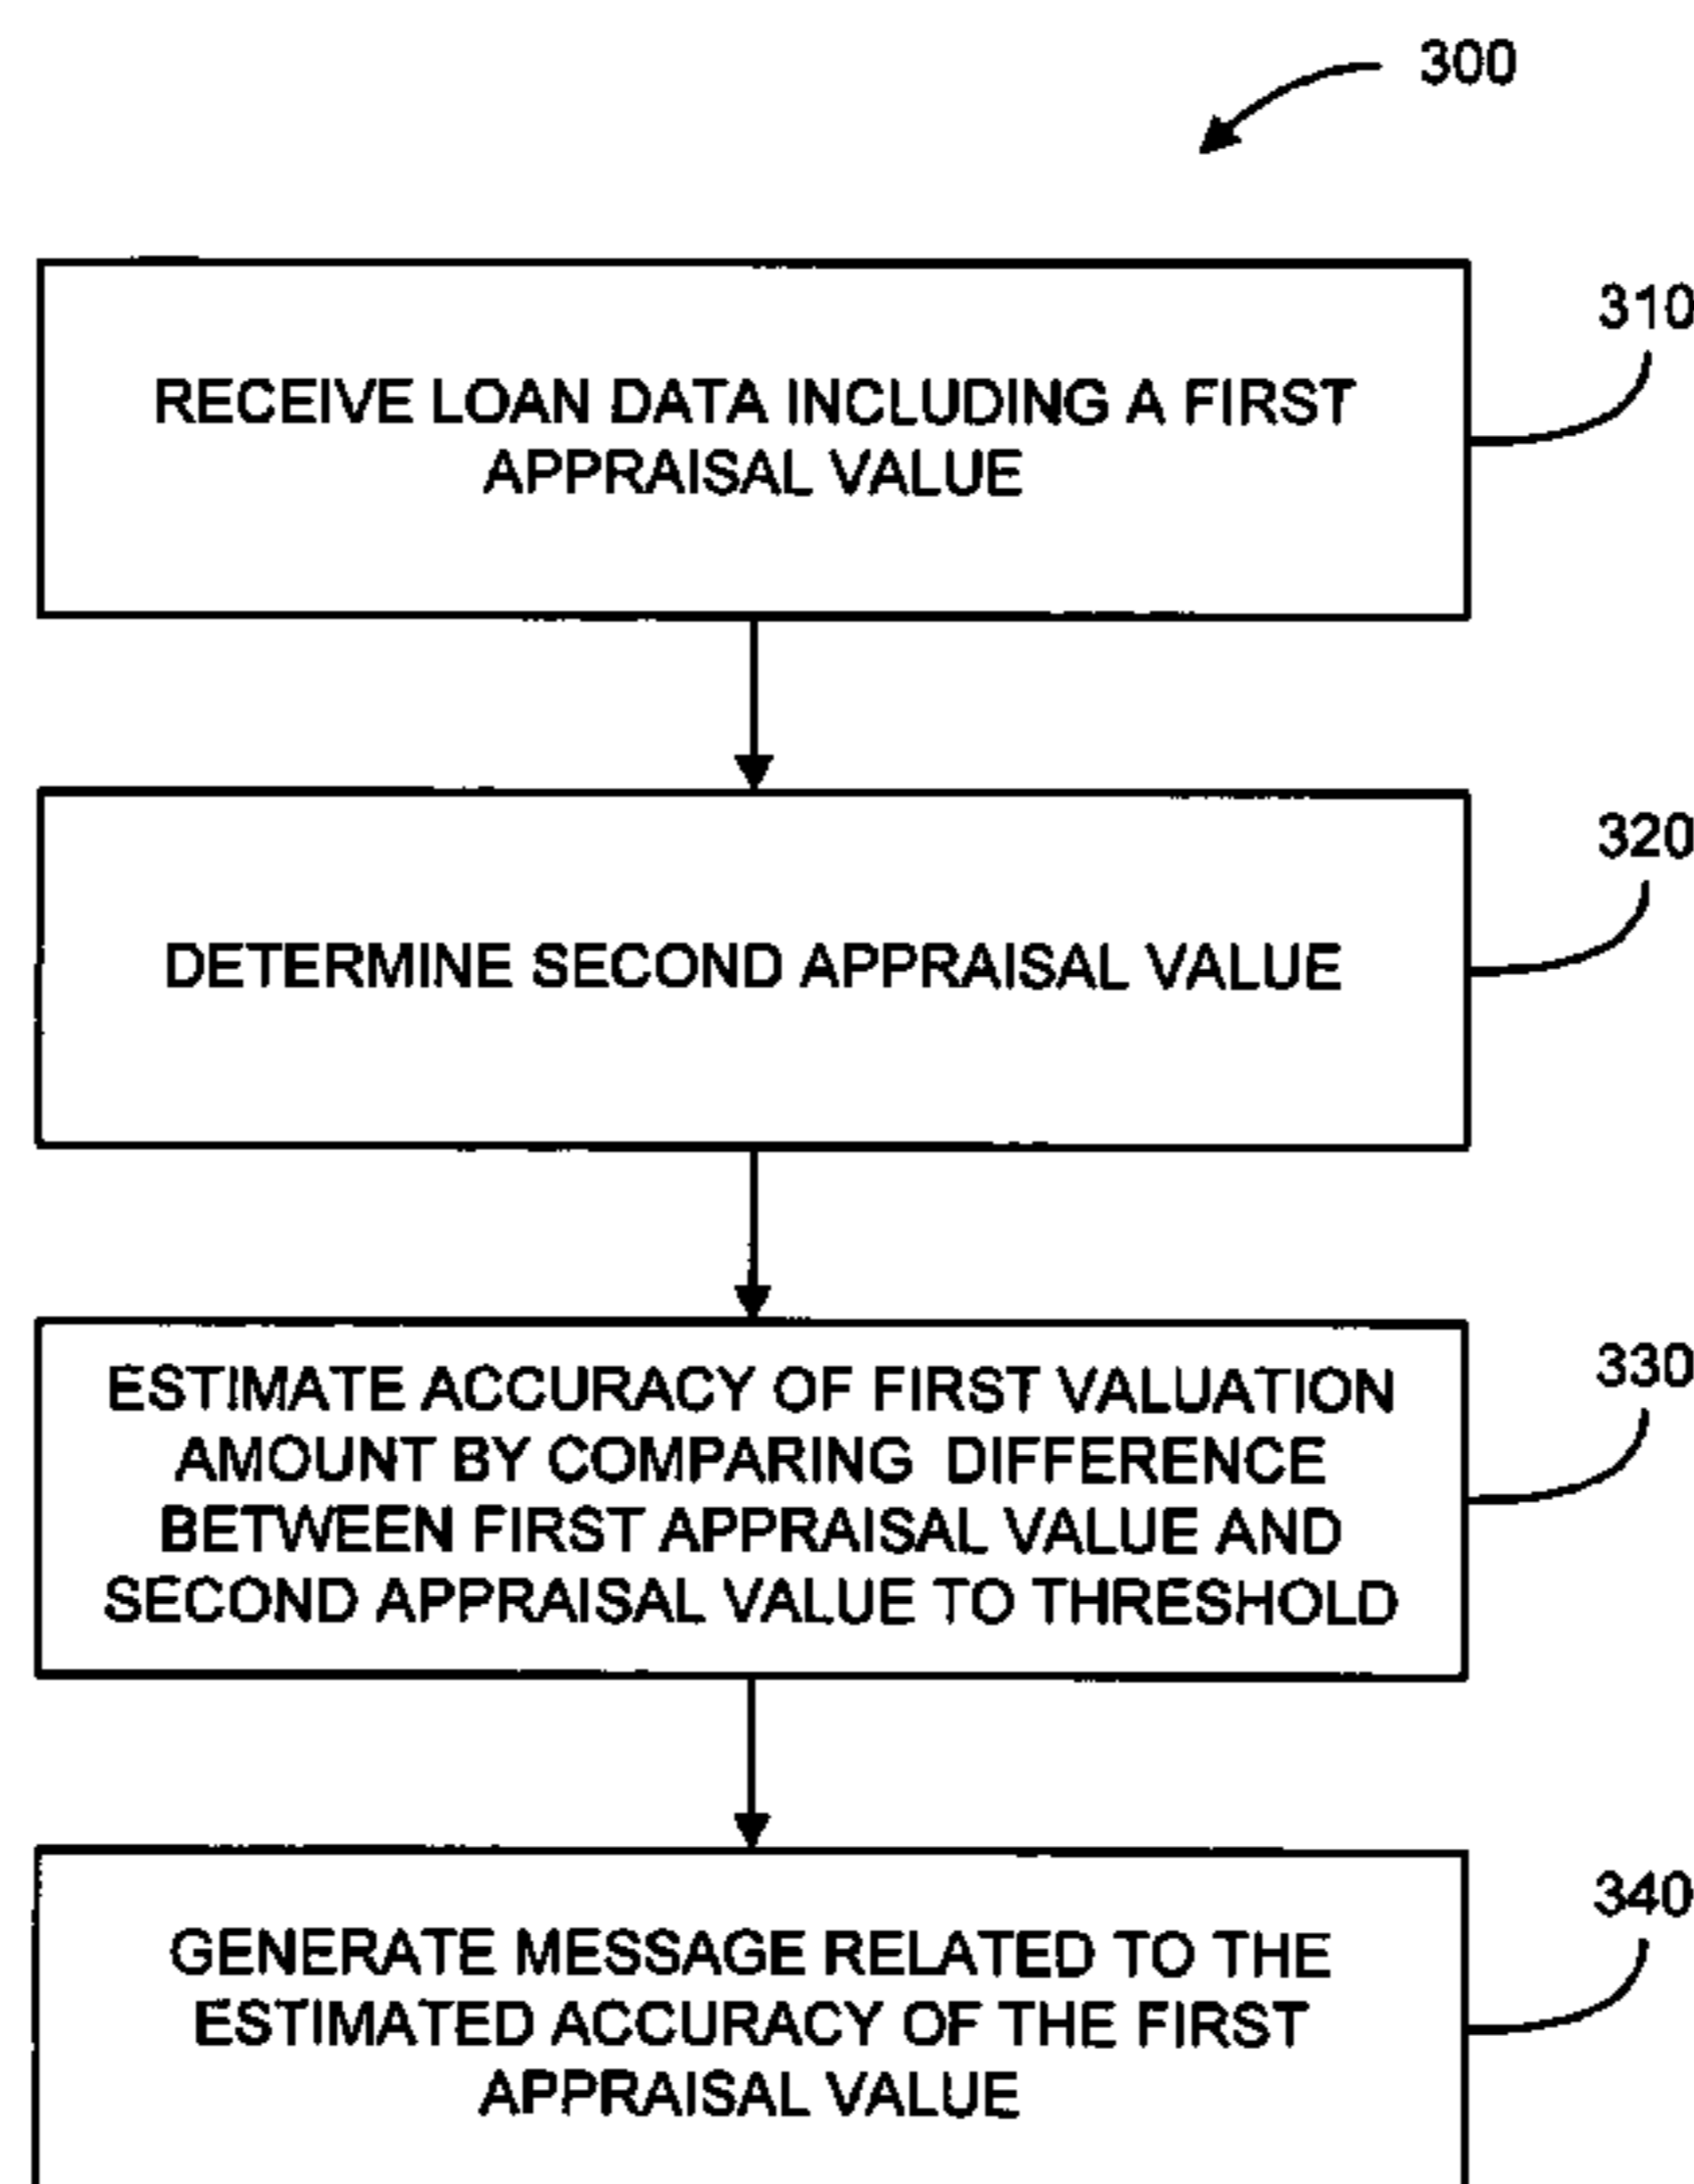 300
310
RECEIVE LOAN DATA INCLUDING A FIRST
APPRAISAL VALUE
320
DETERMINE SECOND APPRAISAL VALUE
330
ESTIMATE ACCURACY OF FIRST VALUATION
AMOUNT BY COMPARING DIFFERENCE
BETWEEN FIRST APPRAISAL VALUE AND
SECOND APPRAISAL VALUE TO THRESHOLD
340
GENERATE MESSAGE RELATED TO THE
ESTIMATED ACCURACY OF THE FIRST
APPRAISAL VALUE